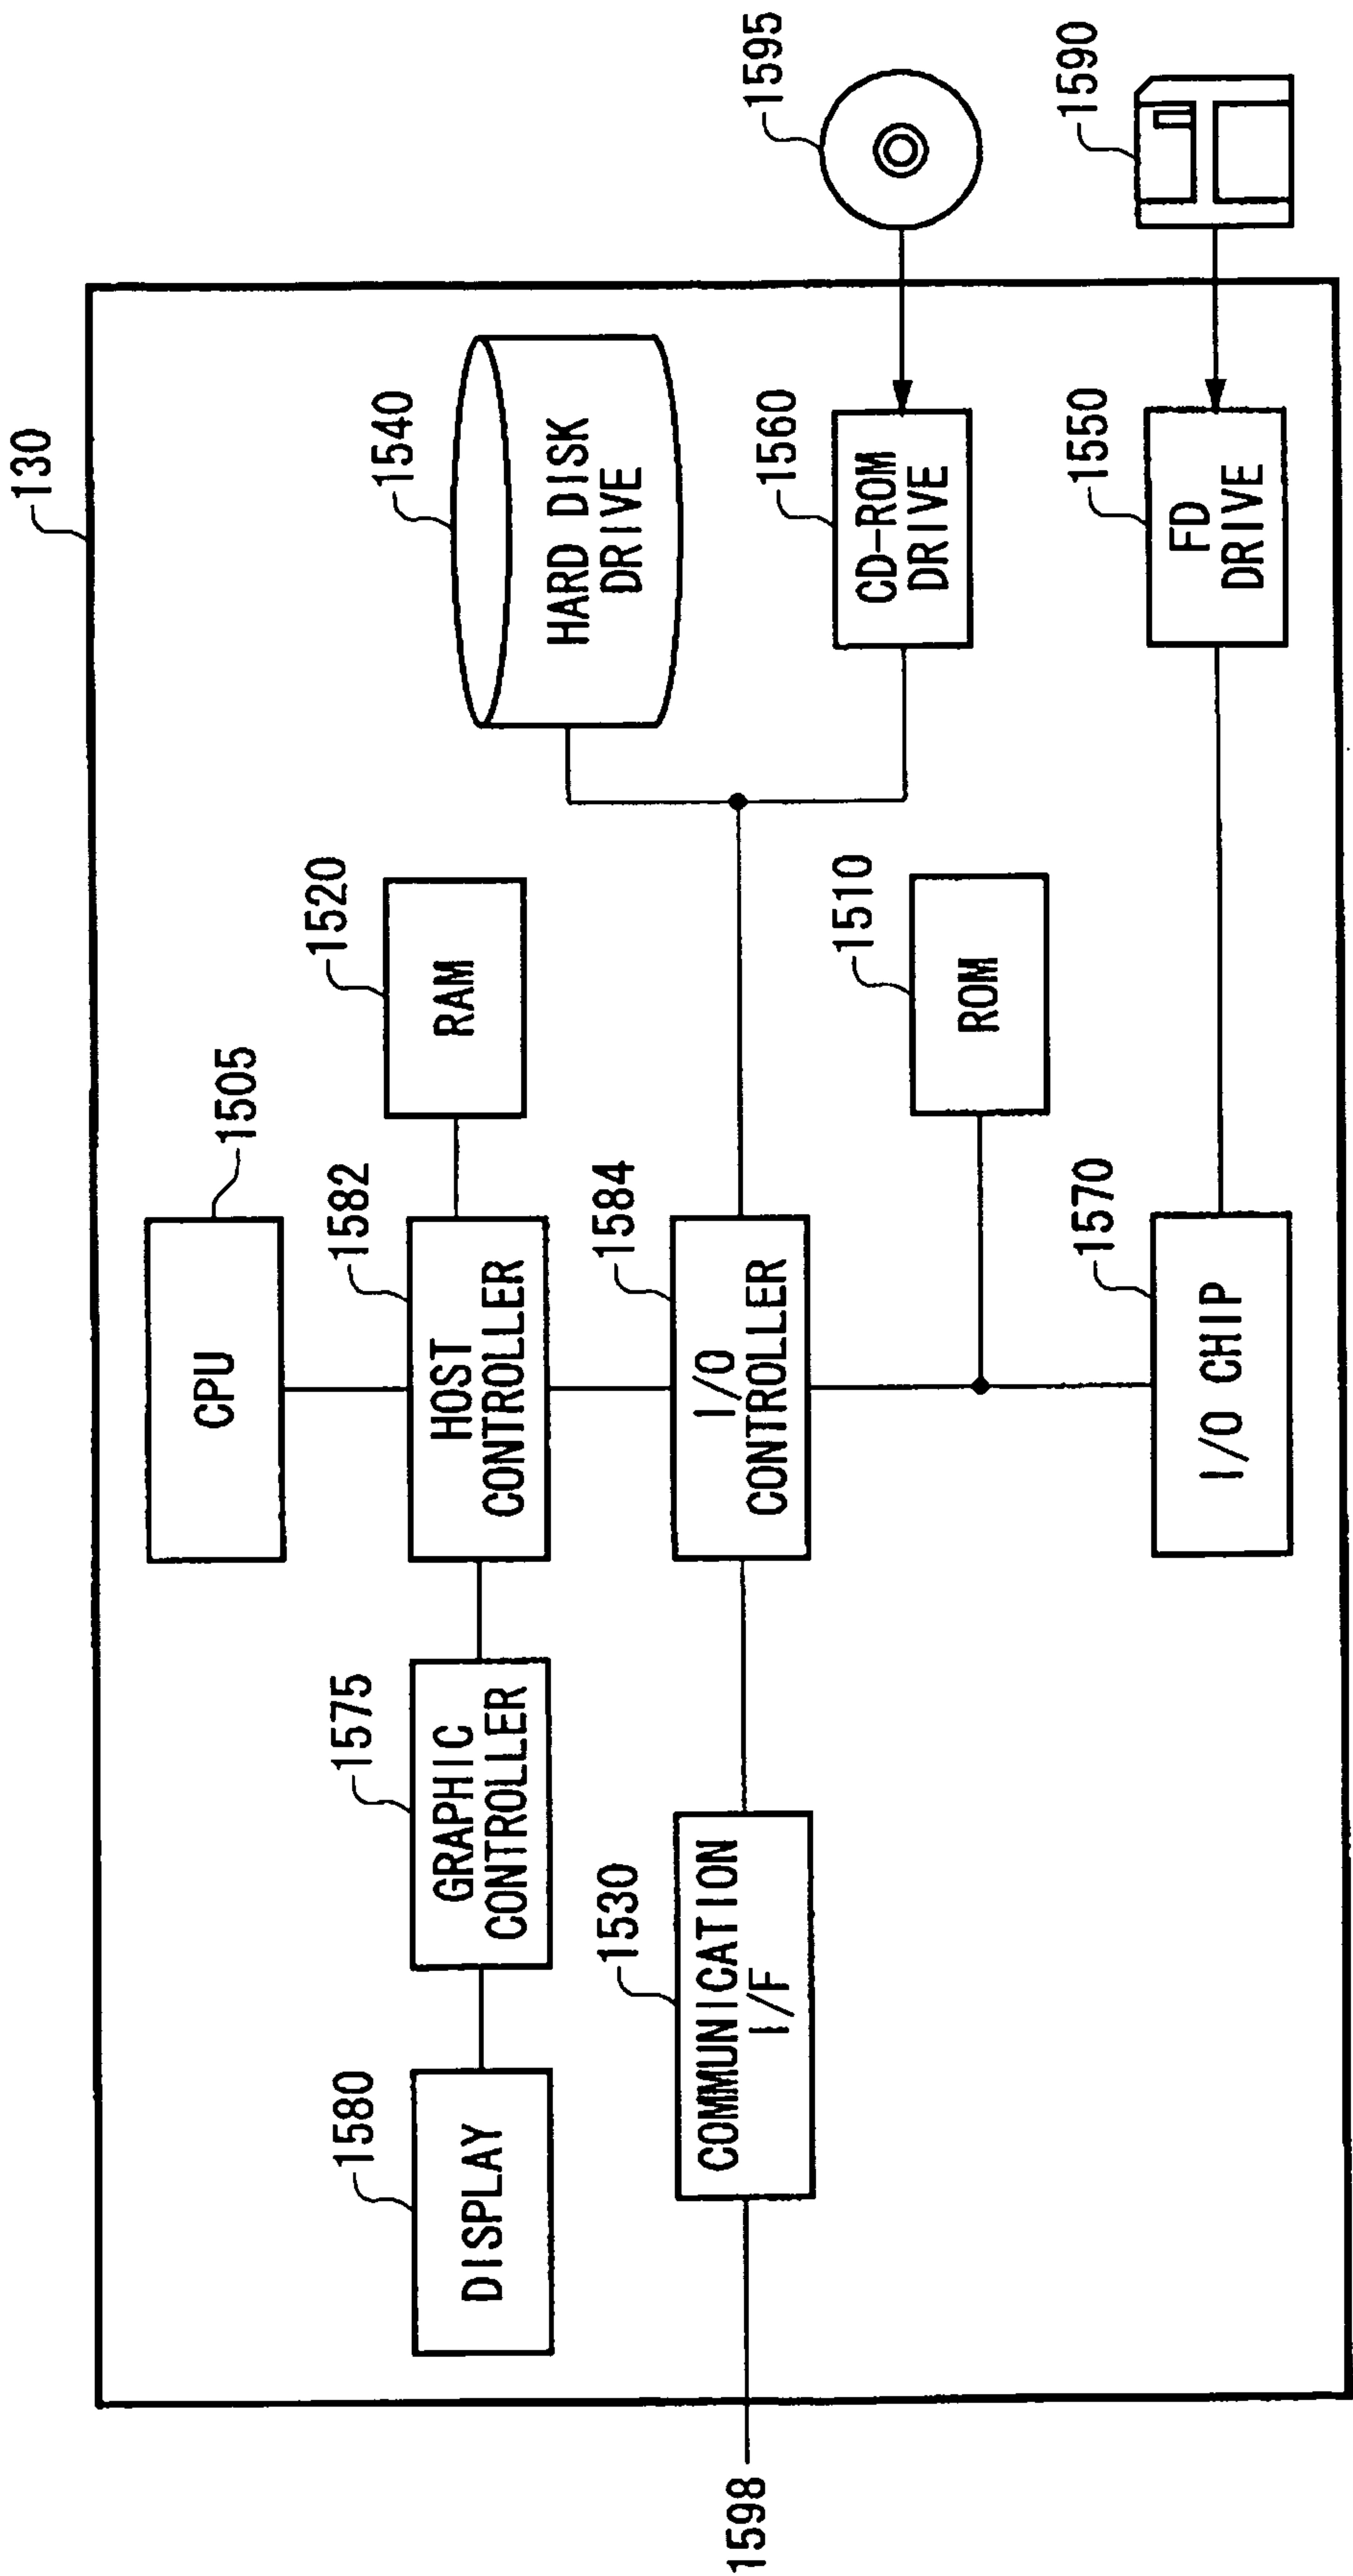 130
CPU
1505
1580
DISPLAY
1575
GRAPHIC
CONTROLLER
1582
HOST
CONTROLLER
1520
RAM
1540
HARD DISK
DRIVE
1598
1530
COMMUNICATION
I/F
1584
I/O
CONTROLLER
1510
ROM
1560
CD-ROM
DRIVE
1595
1570
I/O CHIP
1550
FD
DRIVE
1590